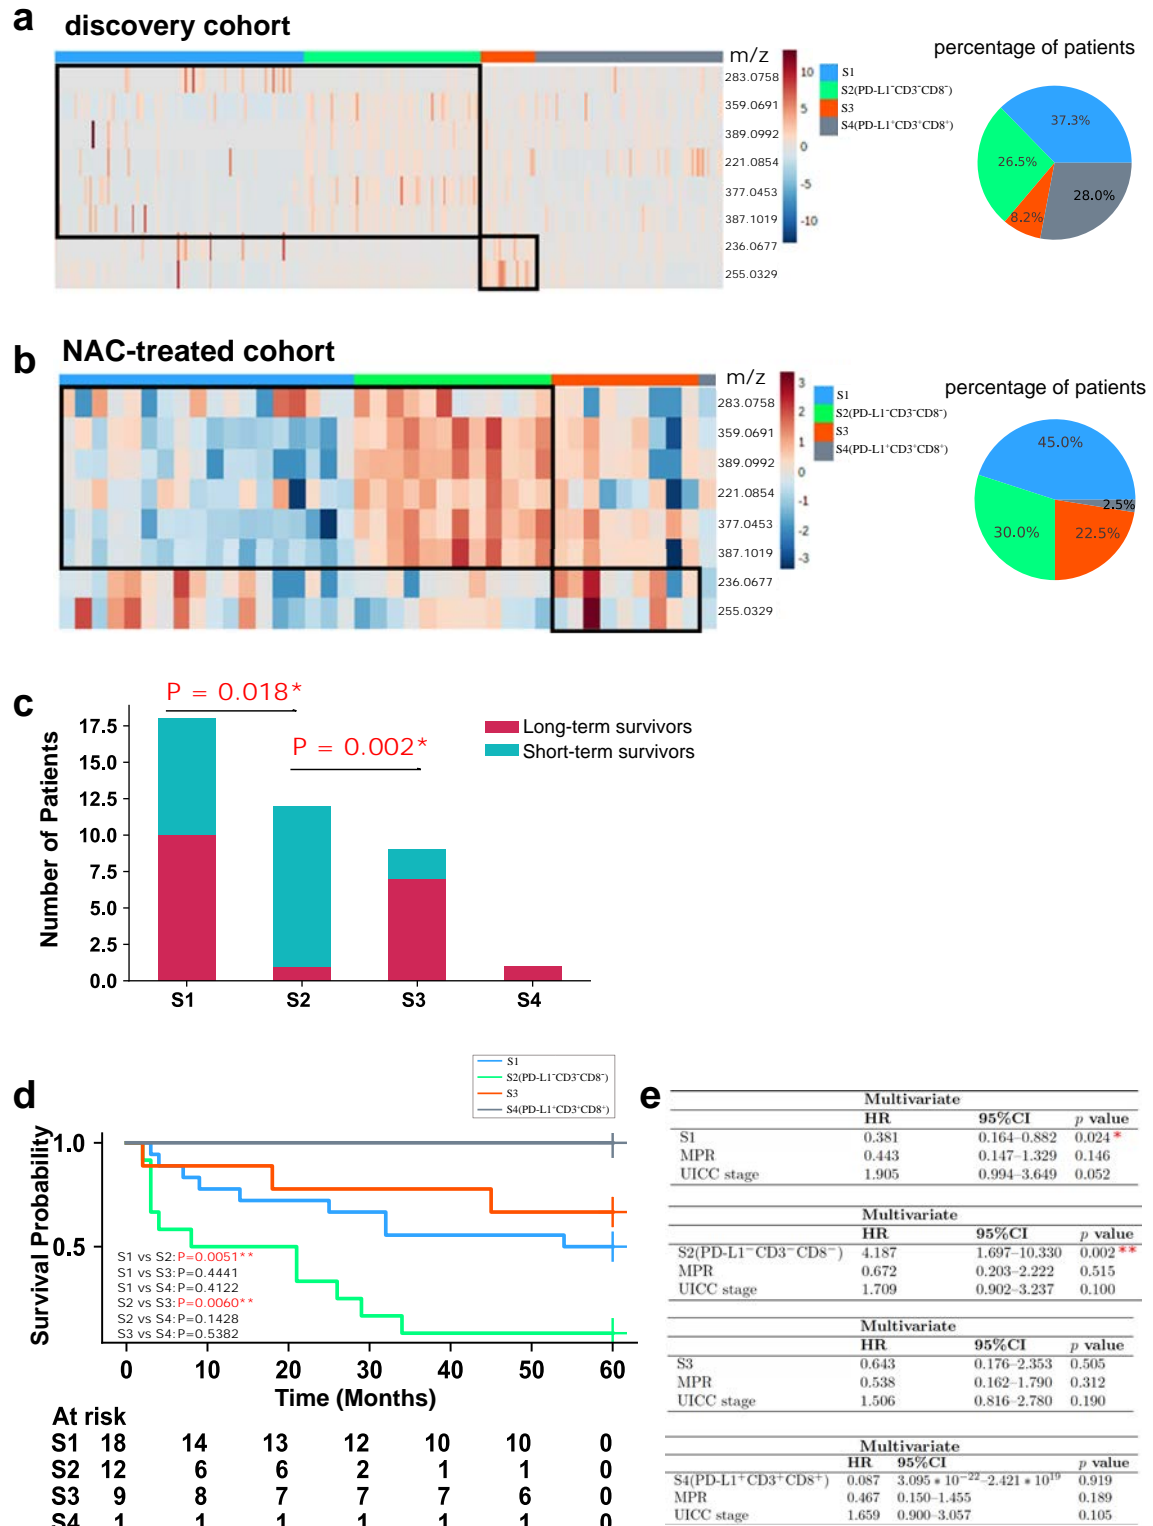 a discovery cohort
m/z
283.0758
359.0691
389.0992
221.0854
377.0453
387.1019
236.0677
255.0329
10
5
0
-5
-10
S1
S2(PD-L1⁻CD3⁻CD8⁻)
S3
S4(PD-L1⁺CD3⁺CD8⁺)
percentage of patients
37.3%
26.5%
28.0%
8.2%
b NAC-treated cohort
m/z
283.0758
359.0691
389.0992
221.0854
377.0453
387.1019
236.0677
255.0329
3
2
1
0
-1
-2
-3
S1
S2(PD-L1⁻CD3⁻CD8⁻)
S3
S4(PD-L1⁺CD3⁺CD8⁺)
percentage of patients
45.0%
2.5%
30.0%
22.5%
c
P = 0.018*
P = 0.002*
Long-term survivors
Short-term survivors
Number of Patients
17.5
15.0
12.5
10.0
7.5
5.0
2.5
0.0
S1 S2 S3 S4
d
S1
S2(PD-L1⁻CD3⁻CD8⁻)
S3
S4(PD-L1⁺CD3⁺CD8⁺)
Survival Probability
1.0
0.5
S1 vs S2:P=0.0051**
S1 vs S3:P=0.4441
S1 vs S4:P=0.4122
S2 vs S3:P=0.0060**
S2 vs S4:P=0.1428
S3 vs S4:P=0.5382
0 10 20 30 40 50 60
Time (Months)
At risk
S1 18 14 13 12 10 10 0
S2 12 6 6 2 1 1 0
S3 9 8 7 7 7 6 0
S4 1 1 1 1 1 1 0
e
Multivariate
HR 95%CI p value
S1 0.381 0.164–0.882 0.024 *
MPR 0.443 0.147–1.329 0.146
UICC stage 1.905 0.994–3.649 0.052
Multivariate
HR 95%CI p value
S2(PD-L1⁻CD3⁻CD8⁻) 4.187 1.697–10.330 0.002 **
MPR 0.672 0.203–2.222 0.515
UICC stage 1.709 0.902–3.237 0.100
Multivariate
HR 95%CI p value
S3 0.643 0.176–2.353 0.505
MPR 0.538 0.162–1.790 0.312
UICC stage 1.506 0.816–2.780 0.190
Multivariate
HR 95%CI p value
S4(PD-L1⁺CD3⁺CD8⁺) 0.087 3.095 * 10⁻²²–2.421 * 10¹⁹ 0.919
MPR 0.467 0.150–1.455 0.189
UICC stage 1.659 0.900–3.057 0.105